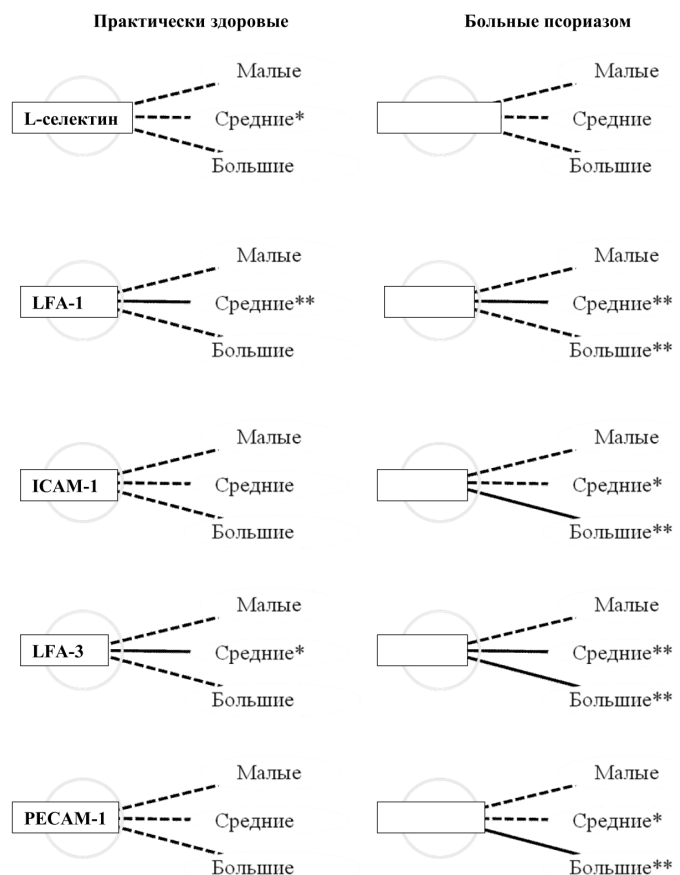 Практически здоровые Больные псориазом
Малые Малые
L-селектин Средние* Средние
Большие Большие
Малые Малые
LFA-1 Средние** Средние**
Большие Большие**
Малые Малые
ICAM-1 Средние Средние*
Большие Большие**
Малые Малые
LFA-3 Средние* Средние**
Большие Большие**
Малые Малые
PECAM-1 Средние Средние*
Большие Большие**